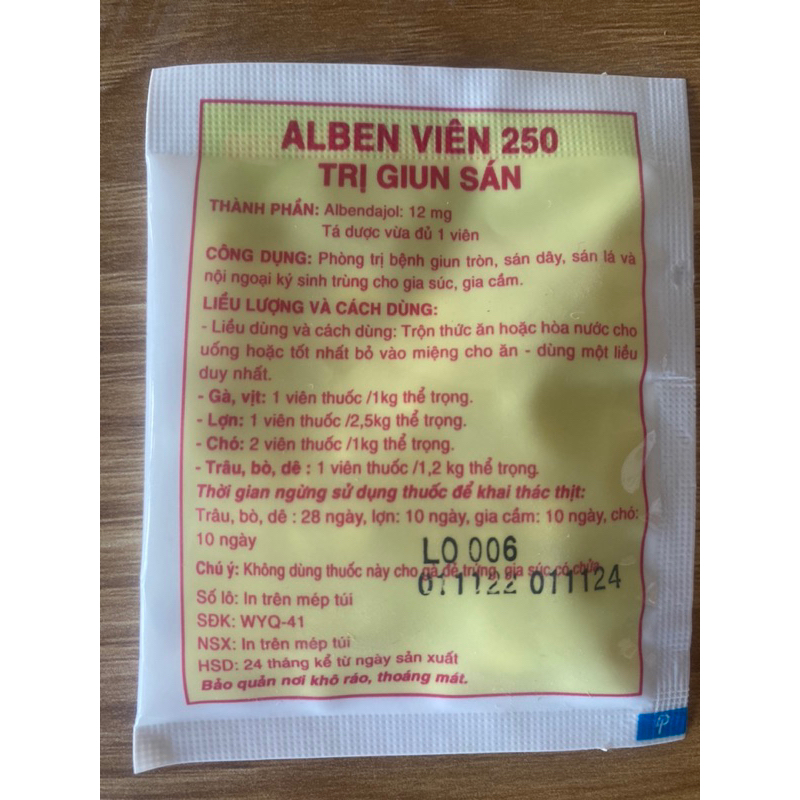 ALBEN VIÊN 250
TRỊ GIUN SÁN
THÀNH PHẦN: Albendajol: 12 mg
Tá dược vừa đủ 1 viên
CÔNG DỤNG: Phòng trị bệnh giun tròn, sán dây, sán lá và
nội ngoại ký sinh trùng cho gia súc, gia cầm.
LIỀU LƯỢNG VÀ CÁCH DÙNG:
- Liều dùng và cách dùng: Trộn thức ăn hoặc hòa nước cho
uống hoặc tốt nhất bỏ vào miệng cho ăn - dùng một liều
duy nhất.
- Gà, vịt: 1 viên thuốc /1kg thể trọng.
- Lợn: 1 viên thuốc /2,5kg thể trọng.
- Chó: 2 viên thuốc /1kg thể trọng.
- Trâu, bò, dê : 1 viên thuốc /1,2 kg thể trọng.
Thời gian ngừng sử dụng thuốc để khai thác thịt:
Trâu, bò, dê : 28 ngày, lợn: 10 ngày, gia cầm: 10 ngày, chó:
10 ngày
LO 006
Chú ý: Không dùng thuốc này cho gà đẻ trứng, gia súc có chửa.
011122 011124
Số lô: In trên mép túi
SĐK: WYQ-41
NSX: In trên mép túi
HSD: 24 tháng kể từ ngày sản xuất
Bảo quản nơi khô ráo, thoáng mát.